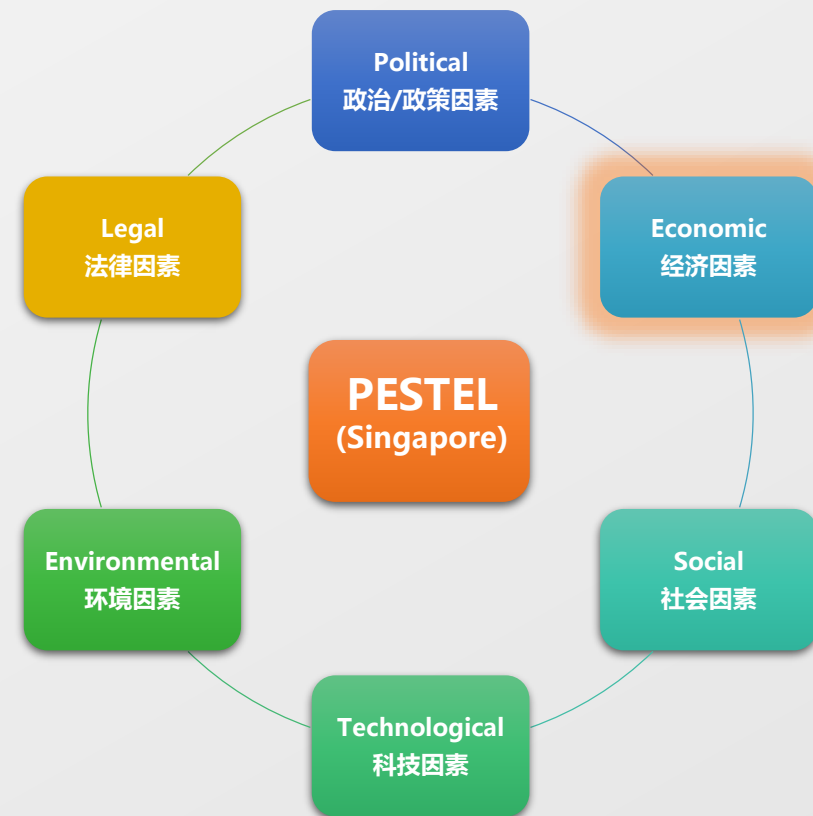 Political
政治/政策因素
Legal
法律因素
Economic
经济因素
PESTEL
(Singapore)
Environmental
环境因素
Social
社会因素
Technological
科技因素